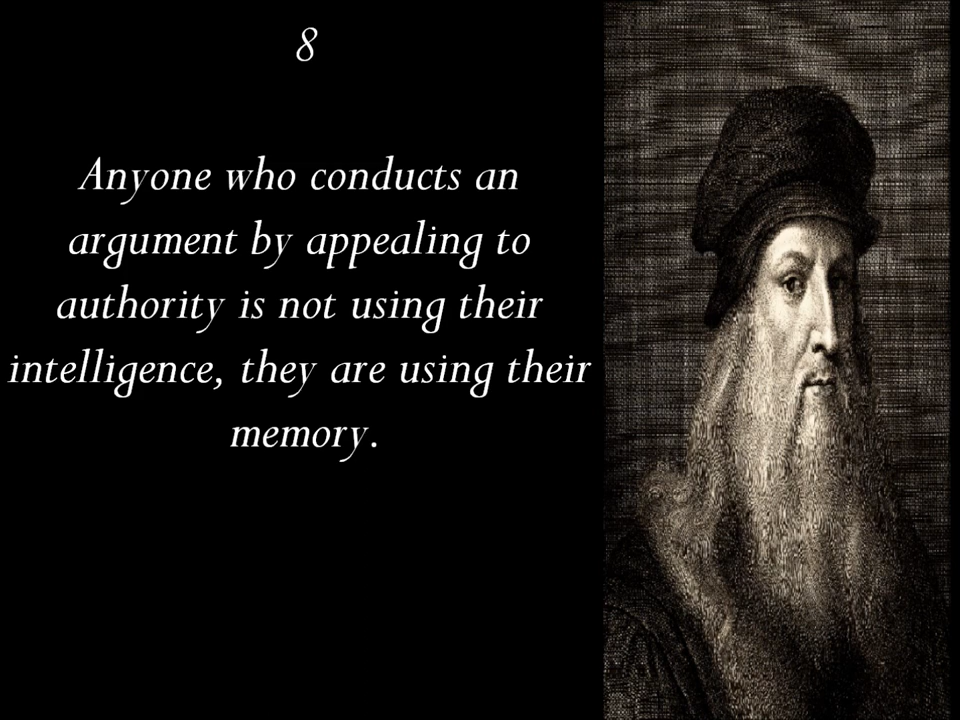 8
Anyone who conducts an
argument by appealing to
authority is not using their
intelligence, they are using their
memory.